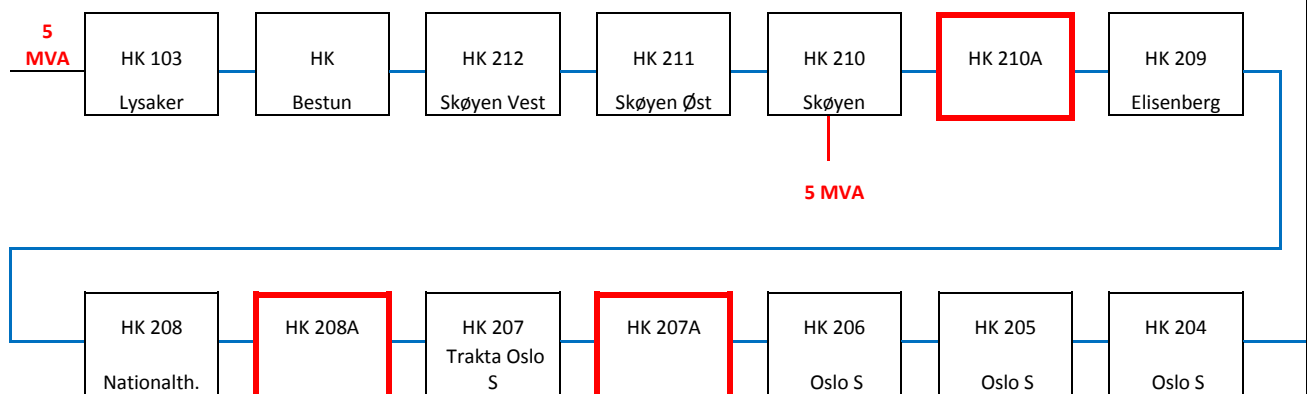 5
MVA
HK 103
Lysaker
HK
Bestun
HK 212
Skøyen Vest
HK 211
Skøyen Øst
HK 210
Skøyen
HK 210A
HK 209
Elisenberg
5 MVA
HK 208
Nationalth.
HK 208A
HK 207
Trakta Oslo
S
HK 207A
HK 206
Oslo S
HK 205
Oslo S
HK 204
Oslo S